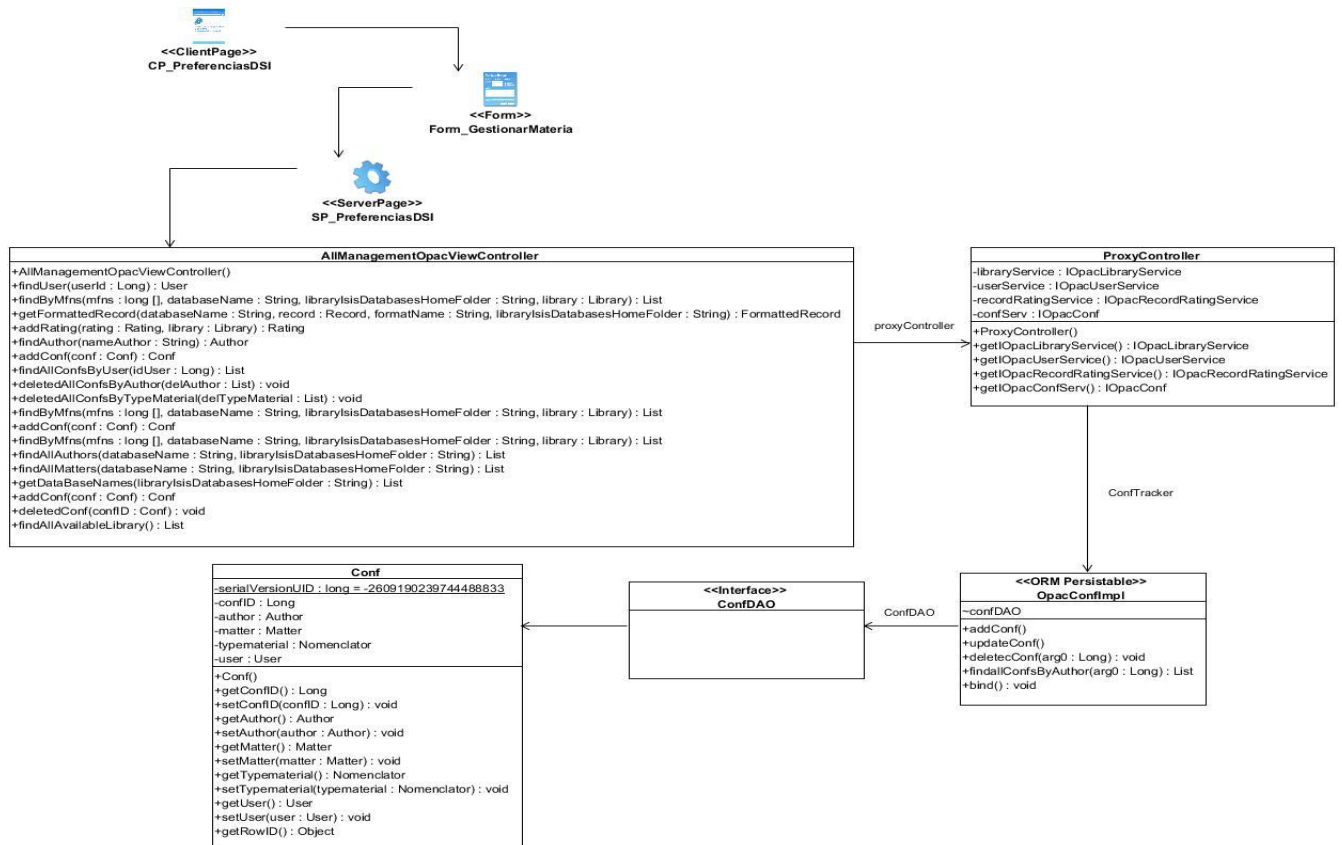 <<ClientPage>>
CP_PreferenciasDSI
<<Form>>
Form_GestionarMateria
<<ServerPage>>
SP_PreferenciasDSI
AllManagementOpacViewController
+AllManagementOpacViewController()
+findUser(userId : Long) : User
+findByMfns(mfns : long [], databaseName : String, libraryIsisDatabasesHomeFolder : String, library : Library) : List
+getFormattedRecord(databaseName : String, record : Record, formatName : String, libraryIsisDatabasesHomeFolder : String) : FormattedRecord
+addRating(rating : Rating, library : Library) : Rating
+findAuthor(nameAuthor : String) : Author
+addConf(conf : Conf) : Conf
+findAllConfsByUser(idUser : Long) : List
+deletedAllConfsByAuthor(delAuthor : List) : void
+deletedAllConfsByTypeMaterial(delTypeMaterial : List) : void
+findByMfns(mfns : long [], databaseName : String, libraryIsisDatabasesHomeFolder : String, library : Library) : List
+addConf(conf : Conf) : Conf
+findByMfns(mfns : long [], databaseName : String, libraryIsisDatabasesHomeFolder : String, library : Library) : List
+findAllAuthors(databaseName : String, libraryIsisDatabasesHomeFolder : String) : List
+findAllMatters(databaseName : String, libraryIsisDatabasesHomeFolder : String) : List
+getDataBaseNames(libraryIsisDatabasesHomeFolder : String) : List
+addConf(conf : Conf) : Conf
+deletedConf(confID : Conf) : void
+findAllAvailableLibrary() : List
proxyController
ProxyController
-libraryService : IOpacLibraryService
-userService : IOpacUserService
-recordRatingService : IOpacRecordRatingService
-confServ : IOpacConf
+ProxyController()
+getIOpacLibraryService() : IOpacLibraryService
+getIOpacUserService() : IOpacUserService
+getIOpacRecordRatingService() : IOpacRecordRatingService
+getIOpacConfServ() : IOpacConf
ConfTracker
<<ORM Persistable>>
OpacConfImpl
~confDAO
+addConf()
+updateConf()
+deletecConf(arg0 : Long) : void
+findallConfsByAuthor(arg0 : Long) : List
+bind() : void
ConfDAO
<<Interface>>
ConfDAO
Conf
-serialVersionUID : long = -2609190239744488833
-confID : Long
-author : Author
-matter : Matter
-typematerial : Nomenclator
-user : User
+Conf()
+getConfID() : Long
+setConfID(confID : Long) : void
+getAuthor() : Author
+setAuthor(author : Author) : void
+getMatter() : Matter
+setMatter(matter : Matter) : void
+getTypematerial() : Nomenclator
+setTypematerial(typematerial : Nomenclator) : void
+getUser() : User
+setUser(user : User) : void
+getRowID() : Object